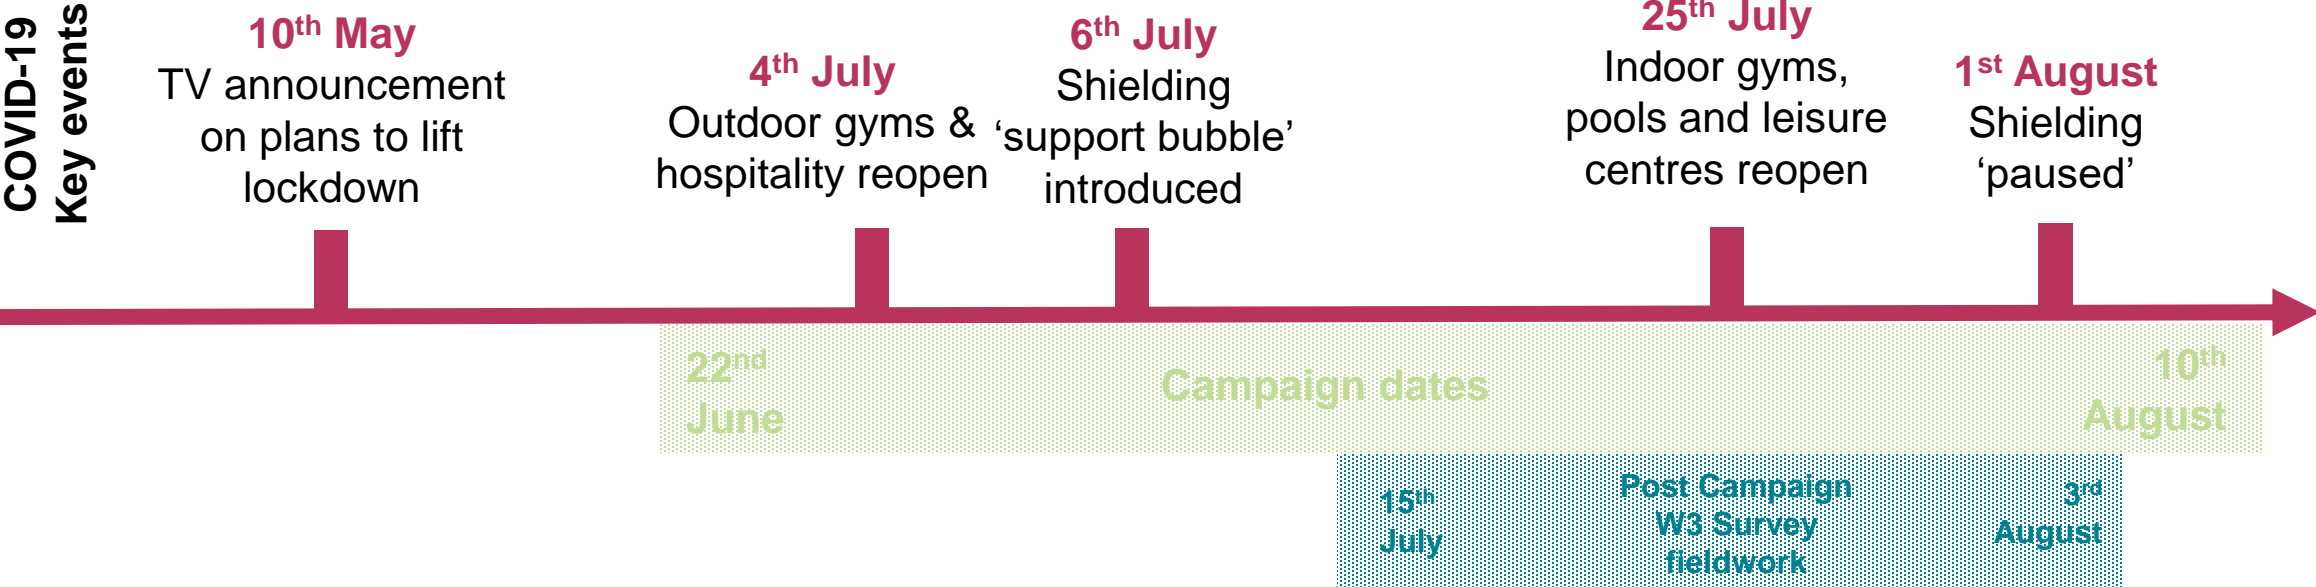 COVID-19
Key events
10th May
TV announcement
on plans to lift
lockdown
4th July
Outdoor gyms &
hospitality reopen
6th July
Shielding
‘support bubble’
introduced
25th July
Indoor gyms,
pools and leisure
centres reopen
1st August
Shielding
‘paused’
22nd
June
Campaign dates
10th
August
15th
July
Post Campaign
W3 Survey
fieldwork
3rd
August